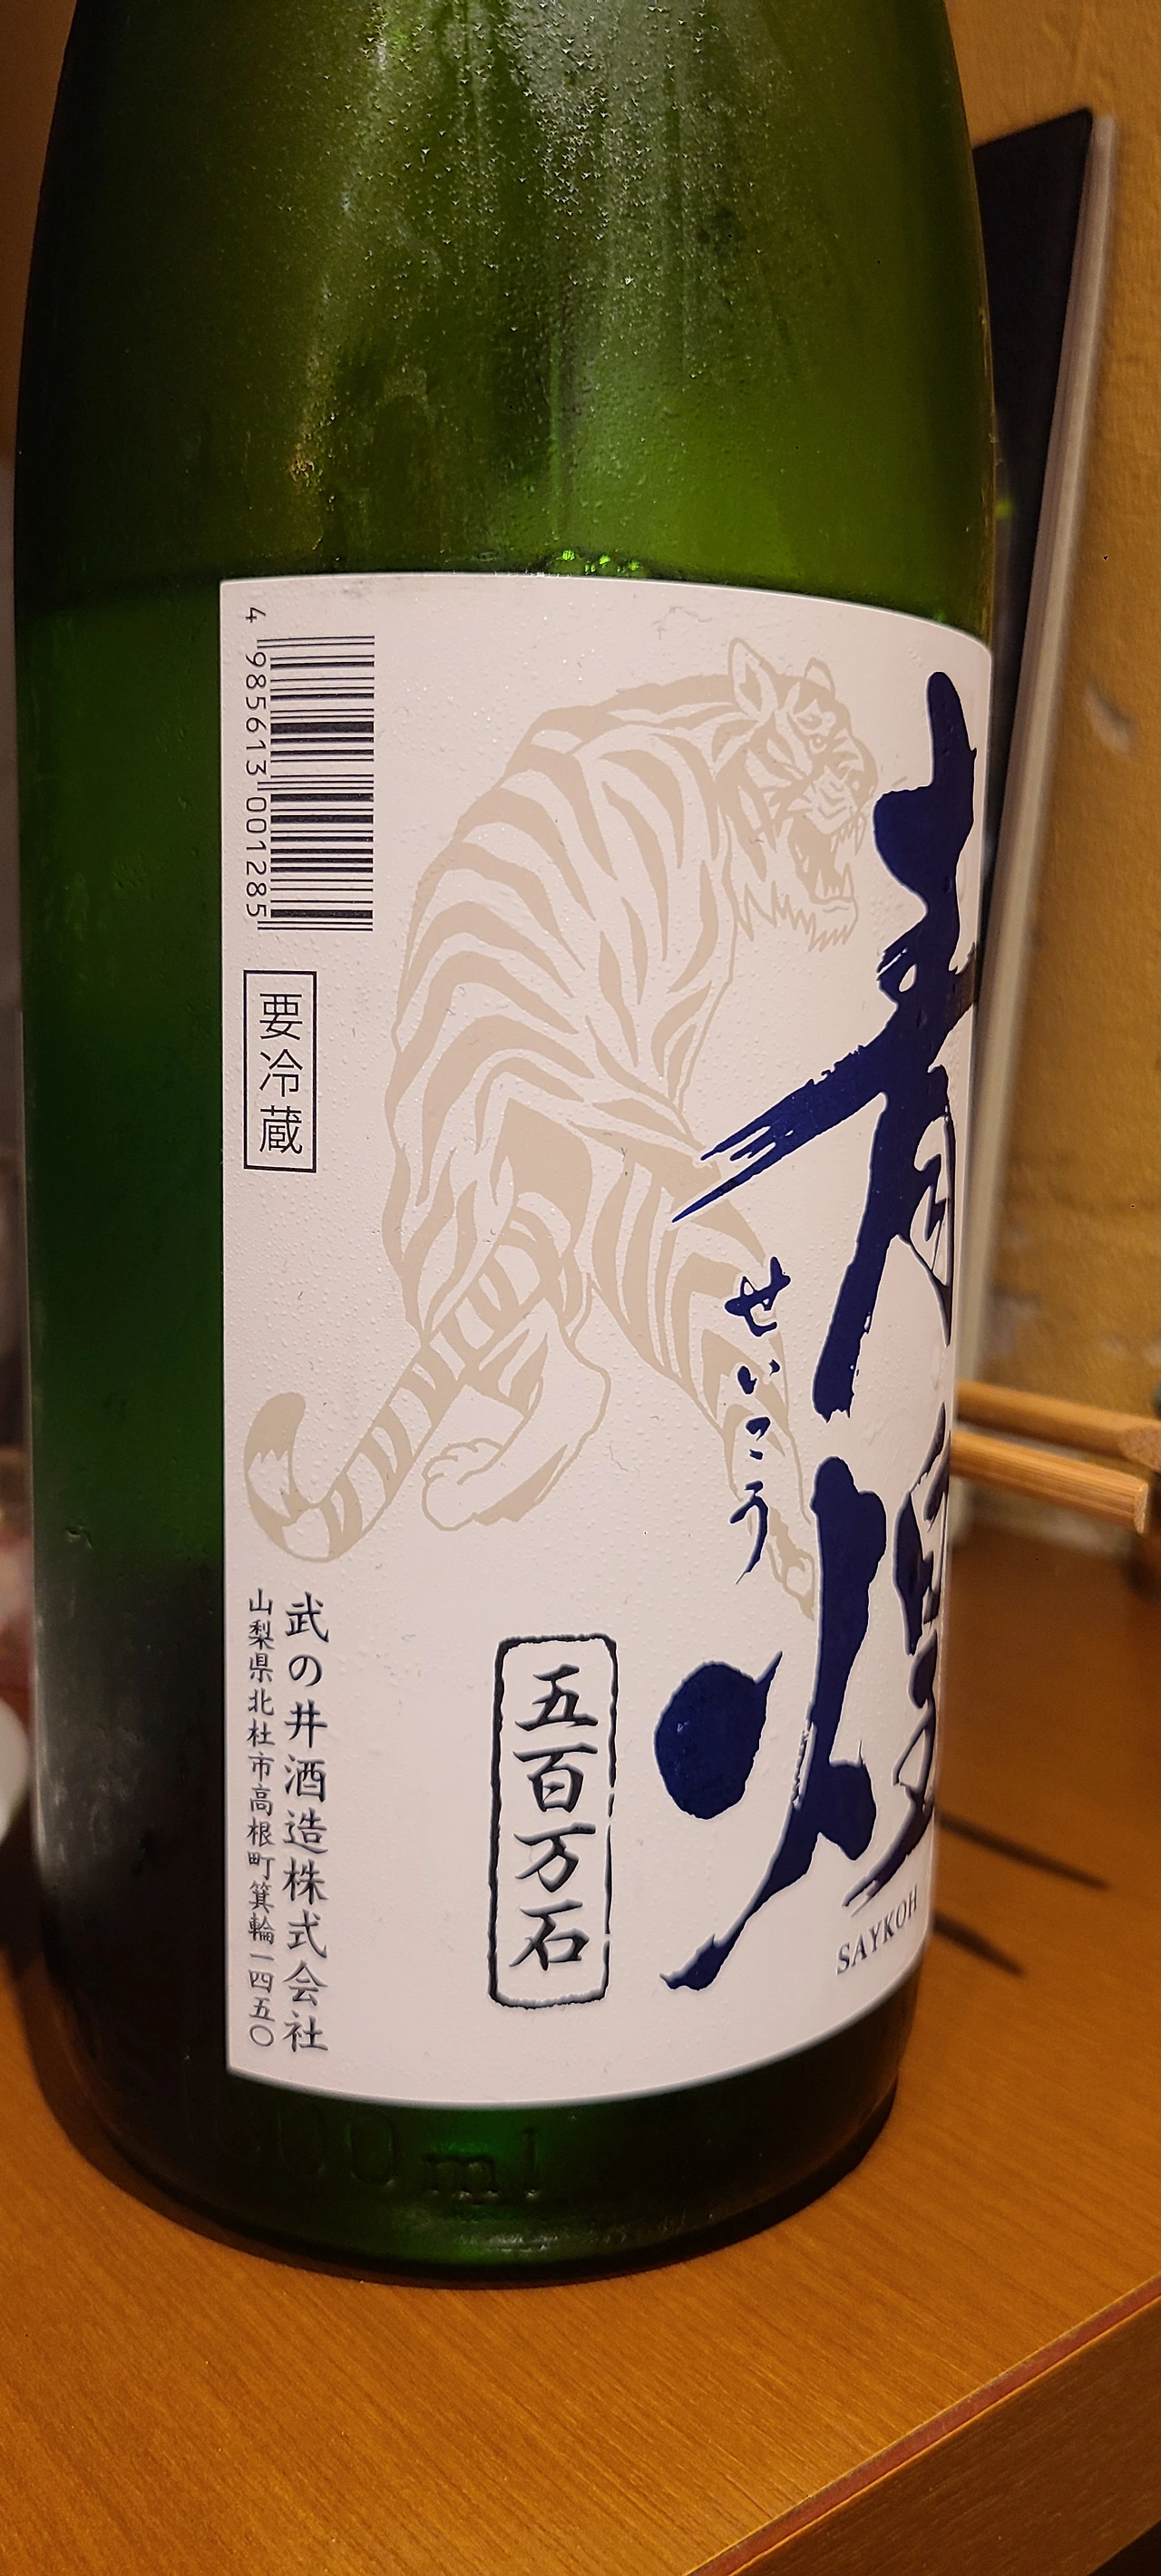 青煌
せいこう
SAYKOH
五百万石
武の井酒造株式会社
山梨県北杜市高根町箕輪一四五〇
4 985613 001285
要冷蔵
00ml